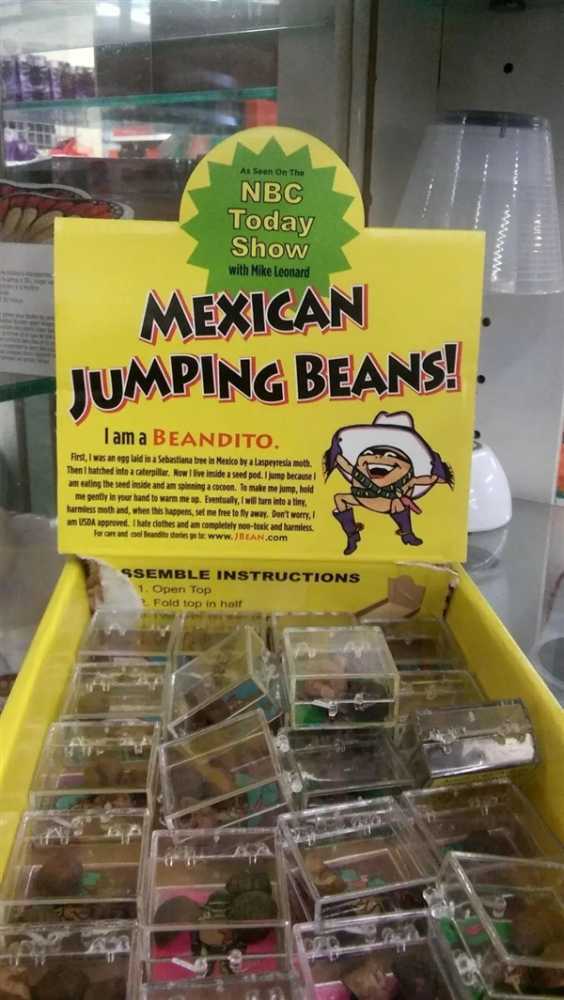 As Seen On The
NBC
Today
Show
with Mike Leonard
MEXICAN
JUMPING BEANS!
I am a BEANDITO.
First, I was an egg laid in a Sebastiana tree in Mexico by a Laspeyresia moth.
Then I hatched into a caterpillar. Now I live inside a seed pod. I jump because I
am eating the seed inside and am spinning a cocoon. To make me jump, hold
me gently in your hand to warm me up. Eventually, I will turn into a tiny,
harmless moth and, when this happens, set me free to fly away. Don't worry, I
am USDA approved. I hate clothes and am completely non-toxic and harmless.
For care and cool Beandito stories go to: www.JBEAN.com
SSEMBLE INSTRUCTIONS
1. Open Top
2. Fold top in half